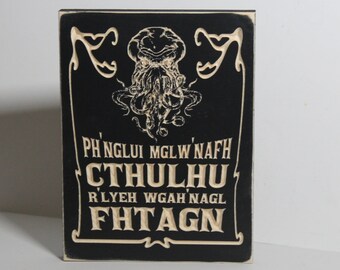 PH'NGLUI MGLW'NAFH
CTHULHU
R'LYEH WGAH'NAGL
FHTAGN